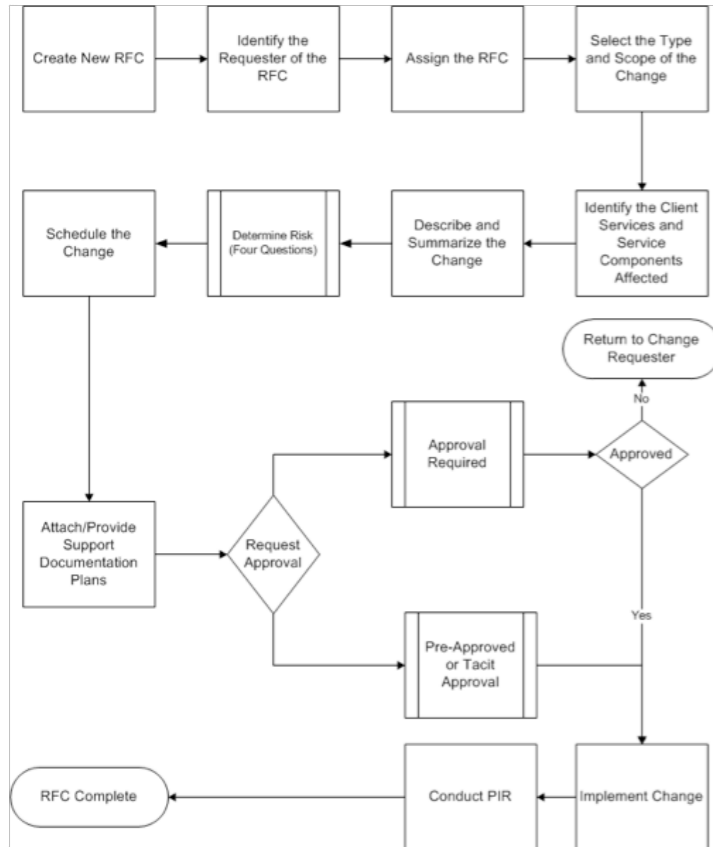 Create New RFC
Identify the
Requester of the
RFC
Assign the RFC
Select the Type
and Scope of the
Change
Schedule the
Change
Determine Risk
(Four Questions)
Describe and
Summarize the
Change
Identify the Client
Services and
Service
Components
Affected
Return to Change
Requester
No
Approval
Required
Approved
Attach/Provide
Support
Documentation
Plans
Request
Approval
Yes
Pre-Approved
or Tacit
Approval
RFC Complete
Conduct PIR
Implement Change